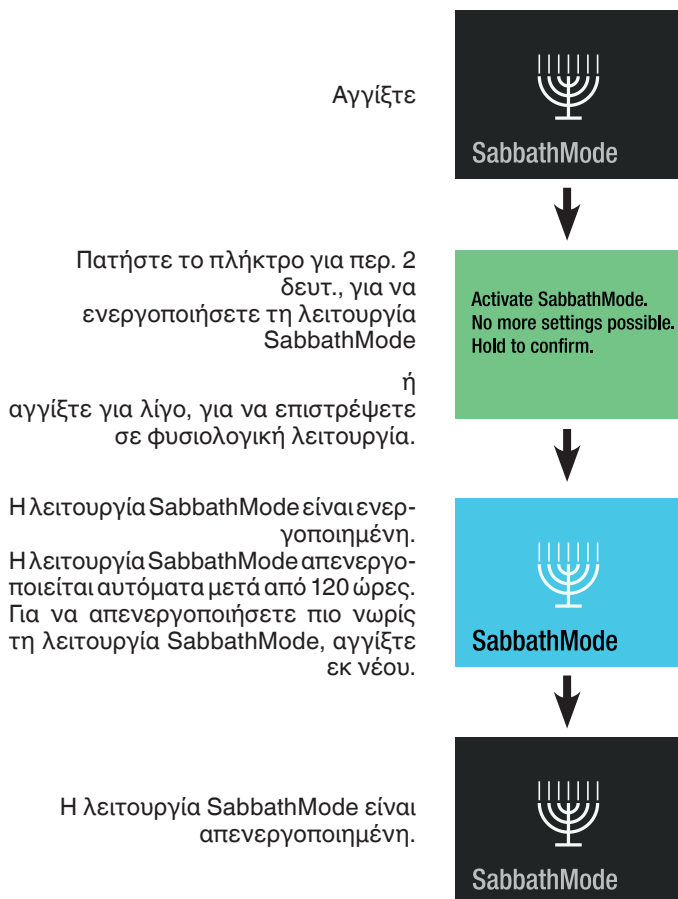 Αγγίξτε
SabbathMode
Πατήστε το πλήκτρο για περ. 2
δευτ., για να
ενεργοποιήσετε τη λειτουργία
SabbathMode
ή
αγγίξτε για λίγο, για να επιστρέψετε
σε φυσιολογική λειτουργία.
Activate SabbathMode.
No more settings possible.
Hold to confirm.
Η λειτουργία SabbathMode είναι ενερ-
γοποιημένη.
Η λειτουργία SabbathMode απενεργο-
ποιείται αυτόματα μετά από 120 ώρες.
Για να απενεργοποιήσετε πιο νωρίς
τη λειτουργία SabbathMode, αγγίξτε
εκ νέου.
SabbathMode
Η λειτουργία SabbathMode είναι
απενεργοποιημένη.
SabbathMode